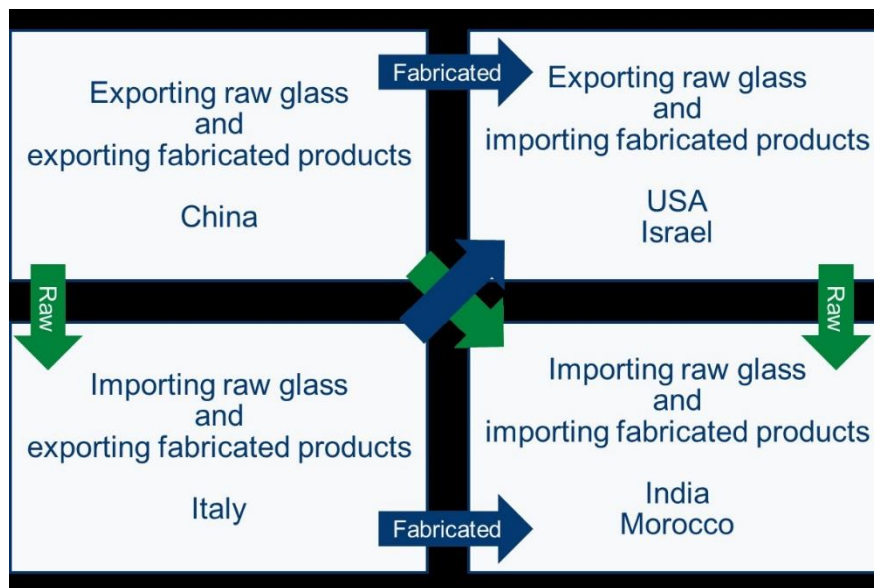 Exporting raw glass
and
exporting fabricated products
China
Fabricated
Exporting raw glass
and
importing fabricated products
USA
Israel
Raw
Raw
Importing raw glass
and
exporting fabricated products
Italy
Fabricated
Importing raw glass
and
importing fabricated products
India
Morocco